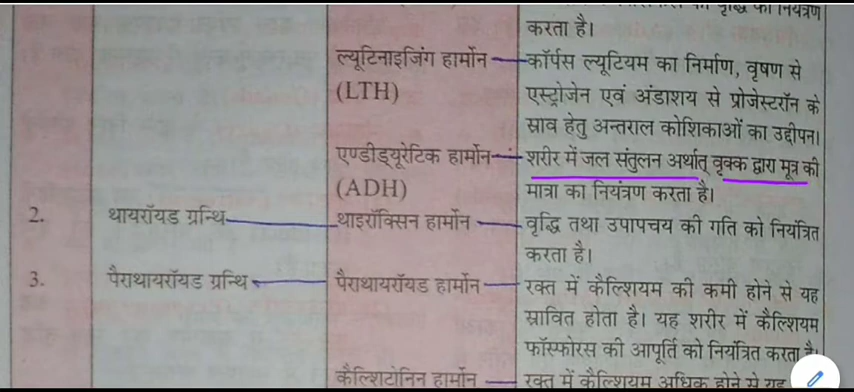 करता है।
ल्यूटिनाइजिंग हार्मोन कॉर्पस ल्यूटियम का निर्माण, वृषण से
(LTH) एस्ट्रोजेन एवं अंडाशय से प्रोजेस्टरॉन के
स्राव हेतु अन्तराल कोशिकाओं का उद्दीपन।
एण्डीड्यूरेटिक हार्मोन शरीर में जल संतुलन अर्थात् वृक्क द्वारा मूत्र की
(ADH) मात्रा का नियंत्रण करता है।
2. थायरॉयड ग्रन्थि थाइरॉक्सिन हार्मोन वृद्धि तथा उपापचय की गति को नियंत्रित
करता है।
3. पैराथायरॉयड ग्रन्थि पैराथायरॉयड हार्मोन रक्त में कैल्शियम की कमी होने से यह
स्रावित होता है। यह शरीर में कैल्शियम
फॉस्फोरस की आपूर्ति को नियंत्रित करता है।
कैल्शिटोनिन हार्मोन रक्त में कैल्शियम अधिक होने से यह